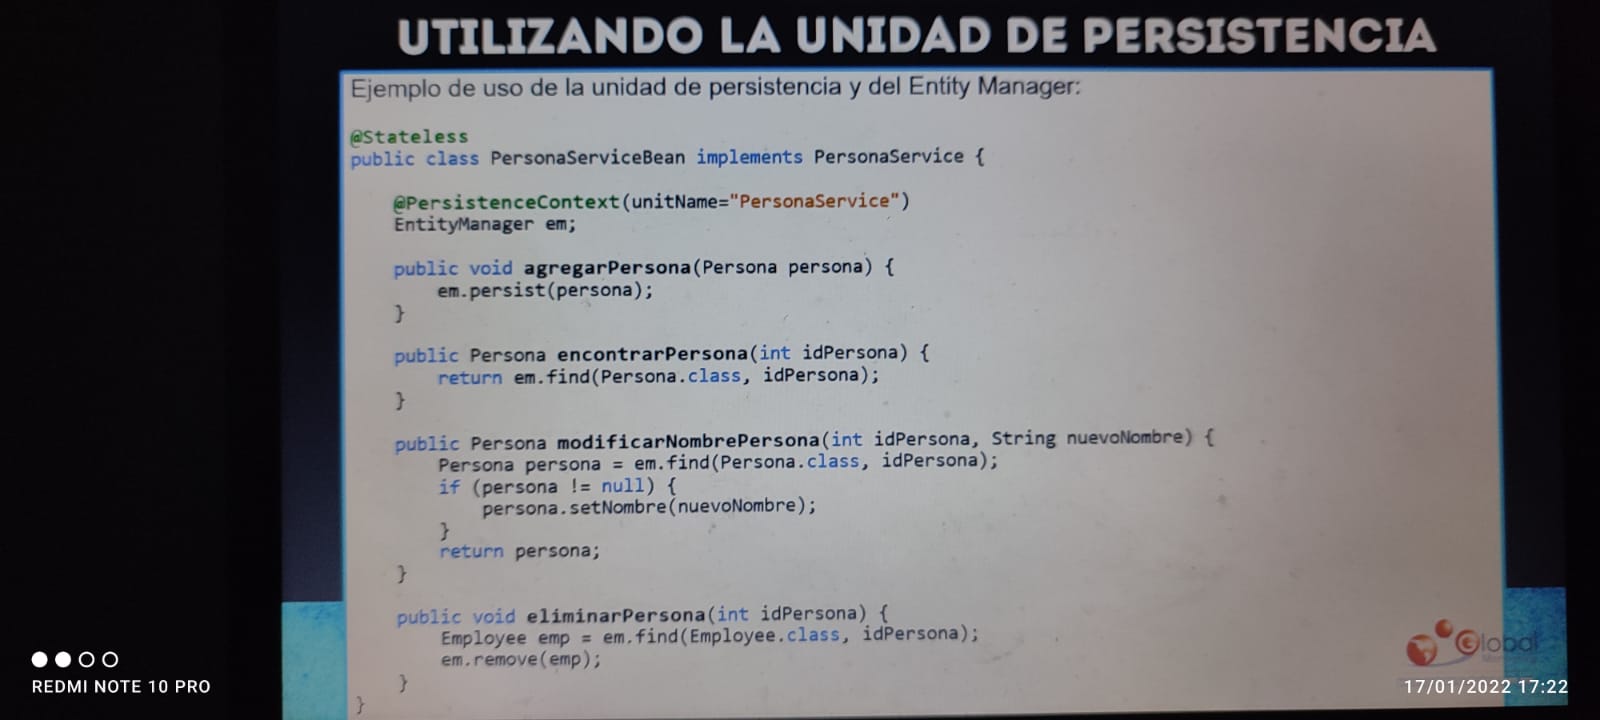 UTILIZANDO LA UNIDAD DE PERSISTENCIA
Ejemplo de uso de la unidad de persistencia y del Entity Manager:
@Stateless
public class PersonaServiceBean implements PersonaService {
@PersistenceContext(unitName="PersonaService")
EntityManager em;
public void agregarPersona(Persona persona) {
em.persist(persona);
}
public Persona encontrarPersona(int idPersona) {
return em.find(Persona.class, idPersona);
}
public Persona modificarNombrePersona(int idPersona, String nuevoNombre) {
Persona persona = em.find(Persona.class, idPersona);
if (persona != null) {
persona.setNombre(nuevoNombre);
}
return persona;
}
public void eliminarPersona(int idPersona) {
Employee emp = em.find(Employee.class, idPersona);
em.remove(emp);
}
}
Global
REDMI NOTE 10 PRO
17/01/2022 17:22